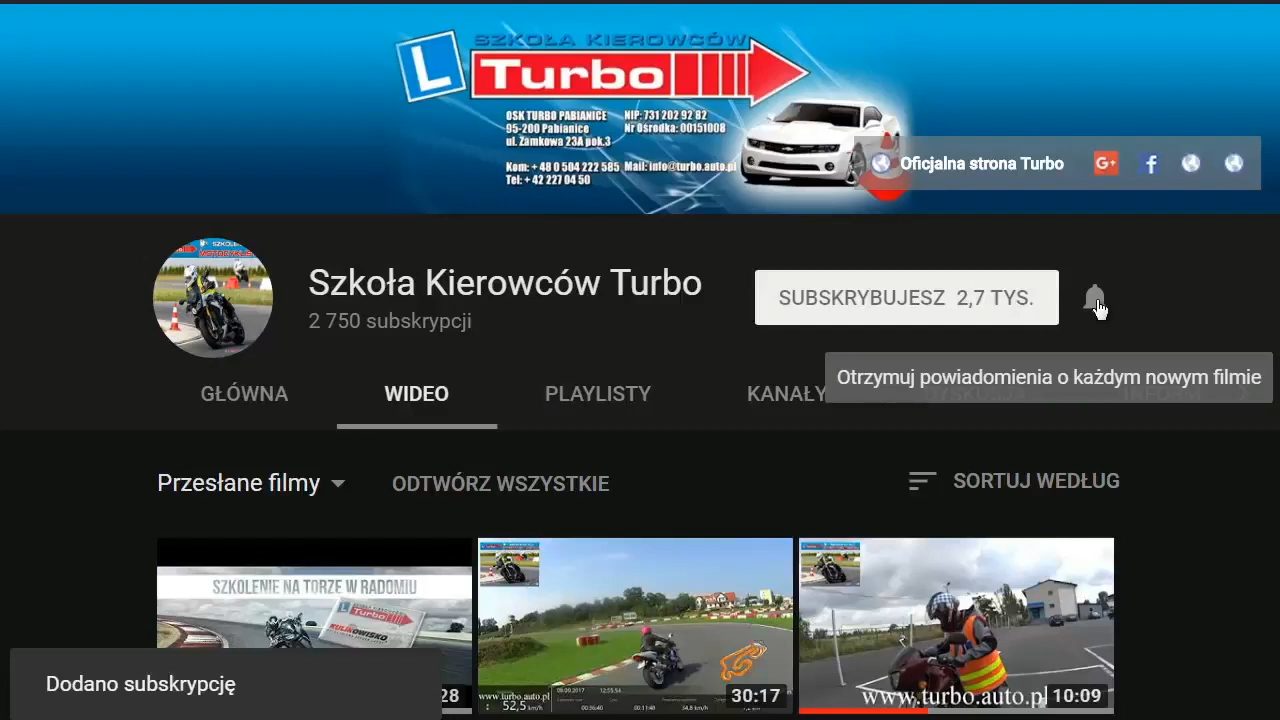 SZKOŁA KIEROWCÓW
L Turbo
OSK TURBO PABIANICE NIP: 731 202 92 82
95-200 Pabianice Nr Ośrodka: 00151008
ul. Zamkowa 23A pok.3
Kom: + 48 0 504 222 585 Mail: info@turbo.auto.pl
Tel: + 42 227 04 50
Oficjalna strona Turbo
G+ f
Szkoła Kierowców Turbo
2 750 subskrypcji
SUBSKRYBUJESZ 2,7 TYS.
Otrzymuj powiadomienia o każdym nowym filmie
GŁÓWNA WIDEO PLAYLISTY KANAŁY
Przesłane filmy ODTWÓRZ WSZYSTKIE SORTUJ WEDŁUG
SZKOLENIE NA TORZE W RADOMIU
L Turbo
KULIKOWISKO
28
www.turbo.auto.pl
52,5 km/h
30:17
www.turbo.auto.pl
10:09
Dodano subskrypcję